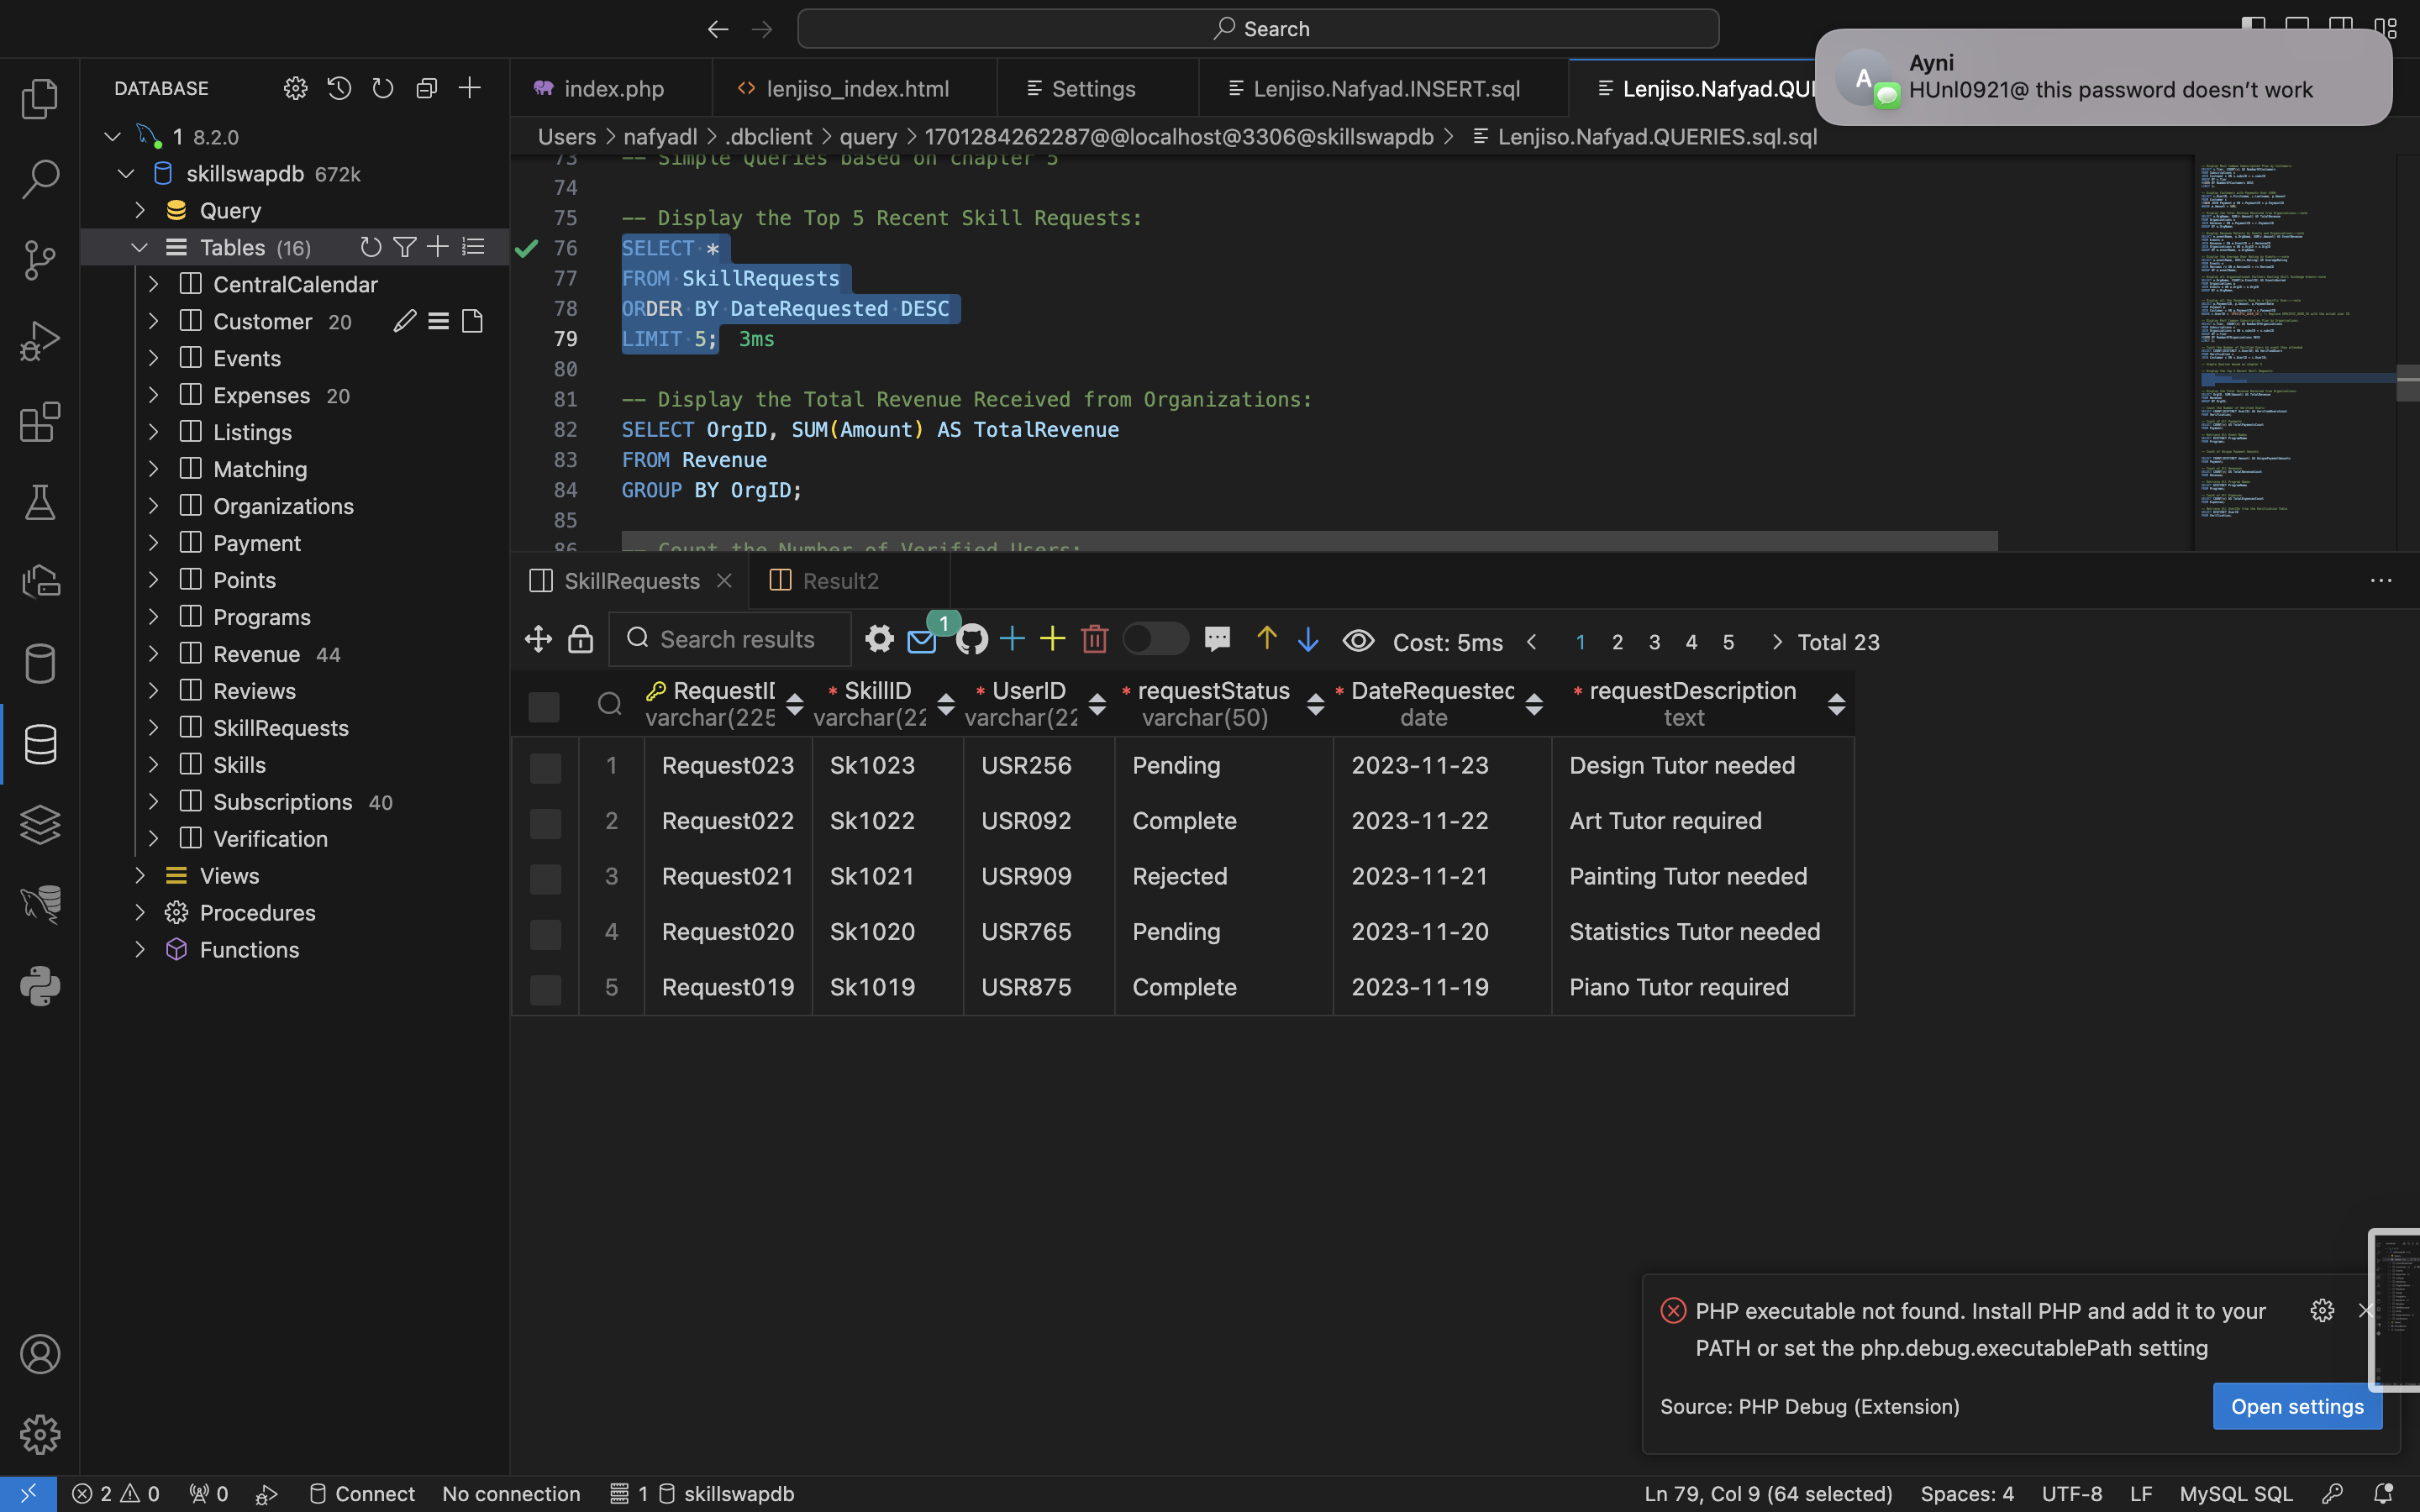 Search
Ayni
HUnl0921@ this password doesn’t work
DATABASE
index.php
lenjiso_index.html
Settings
Lenjiso.Nafyad.INSERT.sql
Lenjiso.Nafyad.QUI
Users > nafyadl > .dbclient > query > 1701284262287@@localhost@3306@skillswapdb > Lenjiso.Nafyad.QUERIES.sql.sql
1 8.2.0
skillswapdb 672k
Query
Tables (16)
CentralCalendar
Customer 20
Events
Expenses 20
Listings
Matching
Organizations
Payment
Points
Programs
Revenue 44
Reviews
SkillRequests
Skills
Subscriptions 40
Verification
Views
Procedures
Functions
73 -- Simple Queries based on chapter 5
74
75 -- Display the Top 5 Recent Skill Requests:
76 SELECT *
77 FROM SkillRequests
78 ORDER BY DateRequested DESC
79 LIMIT 5; 3ms
80
81 -- Display the Total Revenue Received from Organizations:
82 SELECT OrgID, SUM(Amount) AS TotalRevenue
83 FROM Revenue
84 GROUP BY OrgID;
85
86 -- Count the Number of Verified Users:
SkillRequests
Result2
Search results
1
Cost: 5ms < 1 2 3 4 5 > Total 23
RequestID * SkillID * UserID * requestStatus * DateRequested * requestDescription
varchar(225 varchar(22 varchar(22 varchar(50) date text
1 Request023 Sk1023 USR256 Pending 2023-11-23 Design Tutor needed
2 Request022 Sk1022 USR092 Complete 2023-11-22 Art Tutor required
3 Request021 Sk1021 USR909 Rejected 2023-11-21 Painting Tutor needed
4 Request020 Sk1020 USR765 Pending 2023-11-20 Statistics Tutor needed
5 Request019 Sk1019 USR875 Complete 2023-11-19 Piano Tutor required
PHP executable not found. Install PHP and add it to your
PATH or set the php.debug.executablePath setting
Source: PHP Debug (Extension)
Open settings
2 0 0 Connect No connection 1 skillswapdb
Ln 79, Col 9 (64 selected) Spaces: 4 UTF-8 LF MySQL SQL